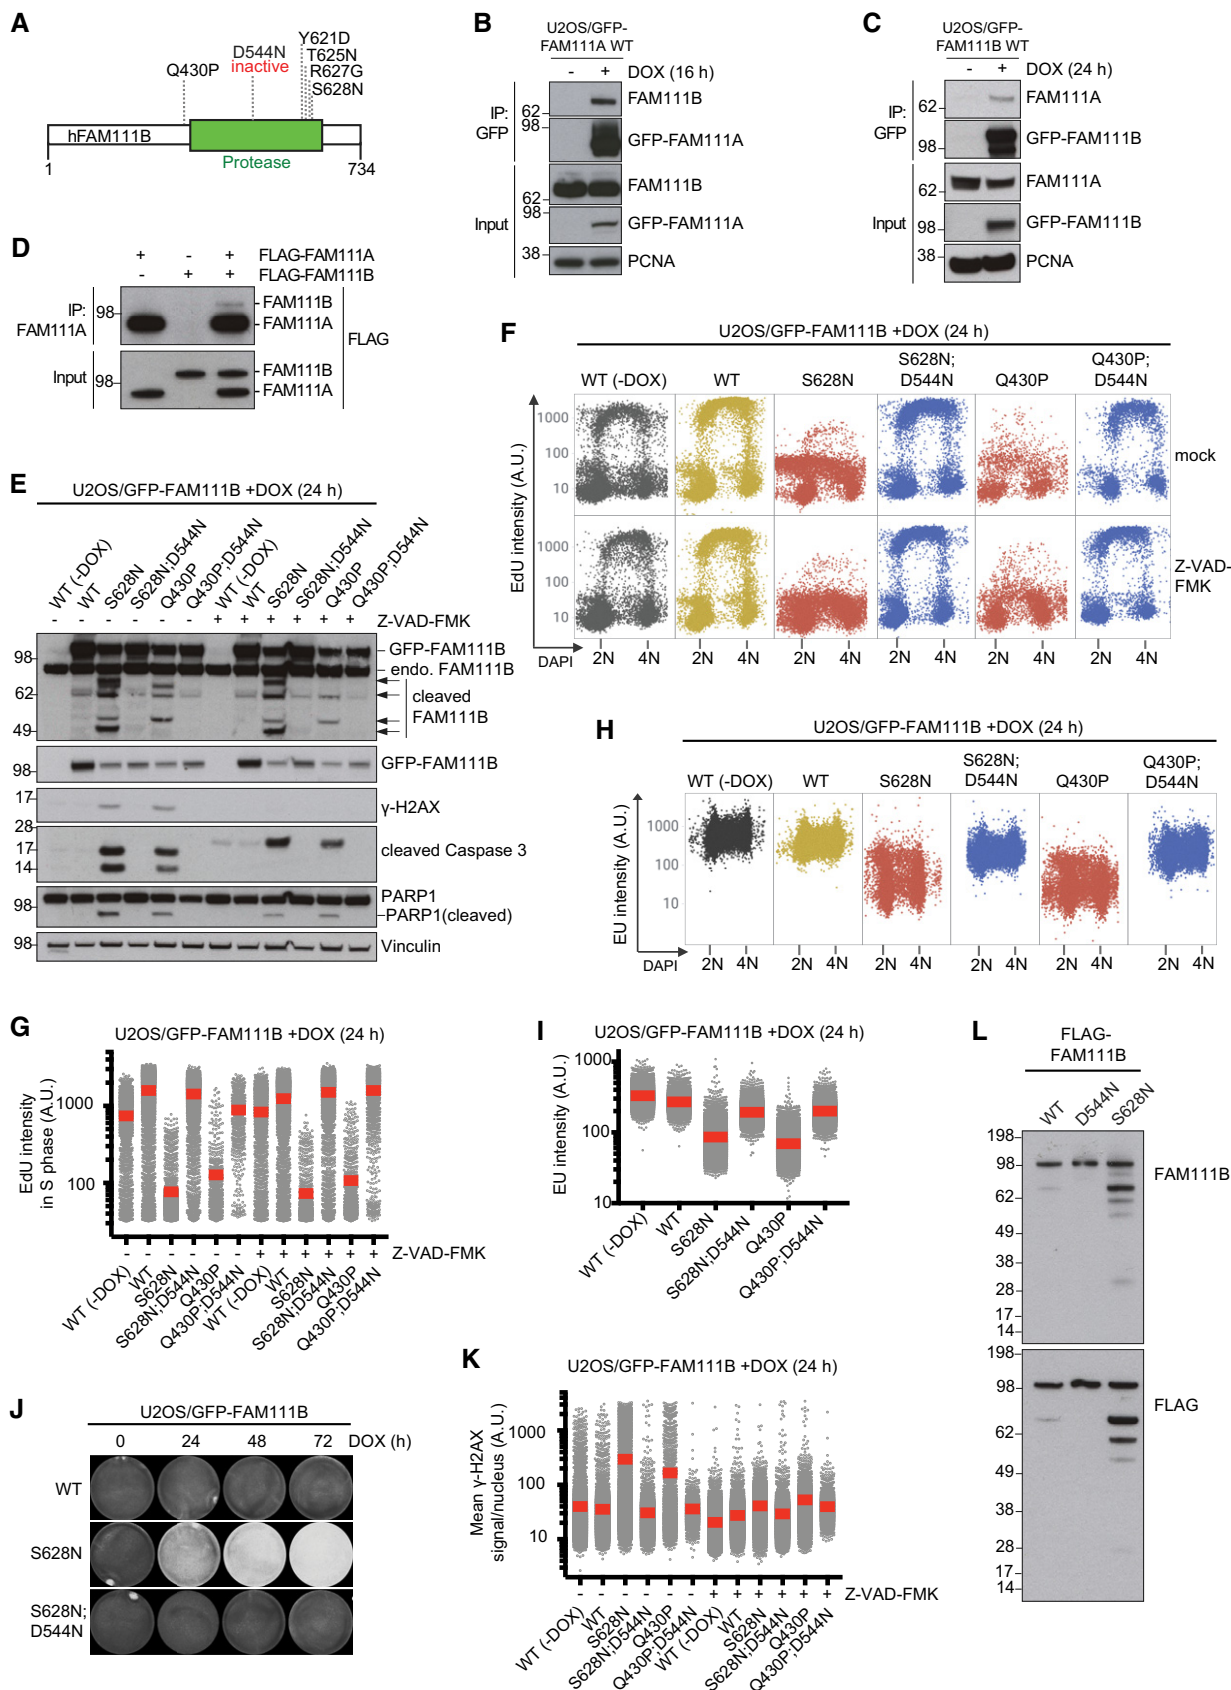 A
Y621D
T625N
R627G
S628N
D544N
inactive
Q430P
hFAM111B
Protease
1
734
B
U2OS/GFP-
FAM111A WT
- + DOX (16 h)
IP:
GFP
62
FAM111B
98
GFP-FAM111A
Input
62
FAM111B
98
GFP-FAM111A
38
PCNA
C
U2OS/GFP-
FAM111B WT
- + DOX (24 h)
IP:
GFP
62
FAM111A
98
GFP-FAM111B
Input
62
FAM111A
98
GFP-FAM111B
38
PCNA
D
+ - + FLAG-FAM111A
- + + FLAG-FAM111B
IP:
FAM111A
98
FAM111B
FAM111A
FLAG
Input
98
FAM111B
FAM111A
E
U2OS/GFP-FAM111B +DOX (24 h)
WT (-DOX)
WT
S628N
S628N;D544N
Q430P
Q430P;D544N
WT (-DOX)
WT
S628N
S628N;D544N
Q430P
Q430P;D544N
- - - - - - + + + + + + Z-VAD-FMK
98
62
49
GFP-FAM111B
endo. FAM111B
cleaved
FAM111B
98
GFP-FAM111B
17
γ-H2AX
28
17
14
cleaved Caspase 3
98
PARP1
PARP1(cleaved)
98
Vinculin
F
U2OS/GFP-FAM111B +DOX (24 h)
WT (-DOX)
WT
S628N
S628N;
D544N
Q430P
Q430P;
D544N
EdU intensity (A.U.)
1000
100
10
mock
1000
100
10
Z-VAD-
FMK
DAPI
2N 4N 2N 4N 2N 4N 2N 4N 2N 4N 2N 4N
G
U2OS/GFP-FAM111B +DOX (24 h)
EdU intensity
in S phase (A.U.)
1000
100
- - - - - - + + + + + + Z-VAD-FMK
WT (-DOX)
WT
S628N
S628N;D544N
Q430P
Q430P;D544N
WT (-DOX)
WT
S628N
S628N;D544N
Q430P
Q430P;D544N
H
U2OS/GFP-FAM111B +DOX (24 h)
WT (-DOX)
WT
S628N
S628N;
D544N
Q430P
Q430P;
D544N
EU intensity (A.U.)
1000
100
10
DAPI
2N 4N 2N 4N 2N 4N 2N 4N 2N 4N 2N 4N
I
U2OS/GFP-FAM111B +DOX (24 h)
EU intensity (A.U.)
1000
100
10
WT (-DOX)
WT
S628N
S628N;D544N
Q430P
Q430P;D544N
J
U2OS/GFP-FAM111B
0 24 48 72 DOX (h)
WT
S628N
S628N;
D544N
K
U2OS/GFP-FAM111B +DOX (24 h)
Mean γ-H2AX
signal/nucleus (A.U.)
1000
100
10
- - - - - - + + + + + + Z-VAD-FMK
WT (-DOX)
WT
S628N
S628N;D544N
Q430P
Q430P;D544N
WT (-DOX)
WT
S628N
S628N;D544N
Q430P
Q430P;D544N
L
FLAG-
FAM111B
WT
D544N
S628N
198
98
62
49
38
28
17
14
FAM111B
198
98
62
49
38
28
17
14
FLAG